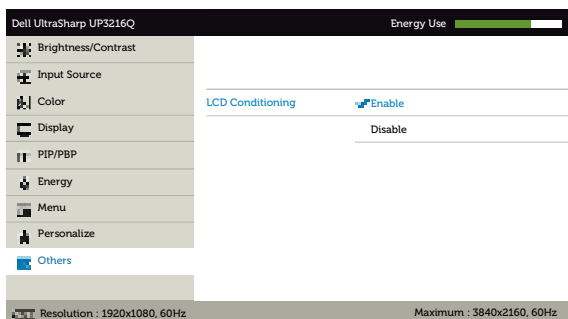 Dell UltraSharp UP3216Q
Energy Use
Brightness/Contrast
Input Source
Color
LCD Conditioning
Enable
Display
Disable
PIP/PBP
Energy
Menu
Personalize
Others
Resolution : 1920x1080, 60Hz
Maximum : 3840x2160, 60Hz